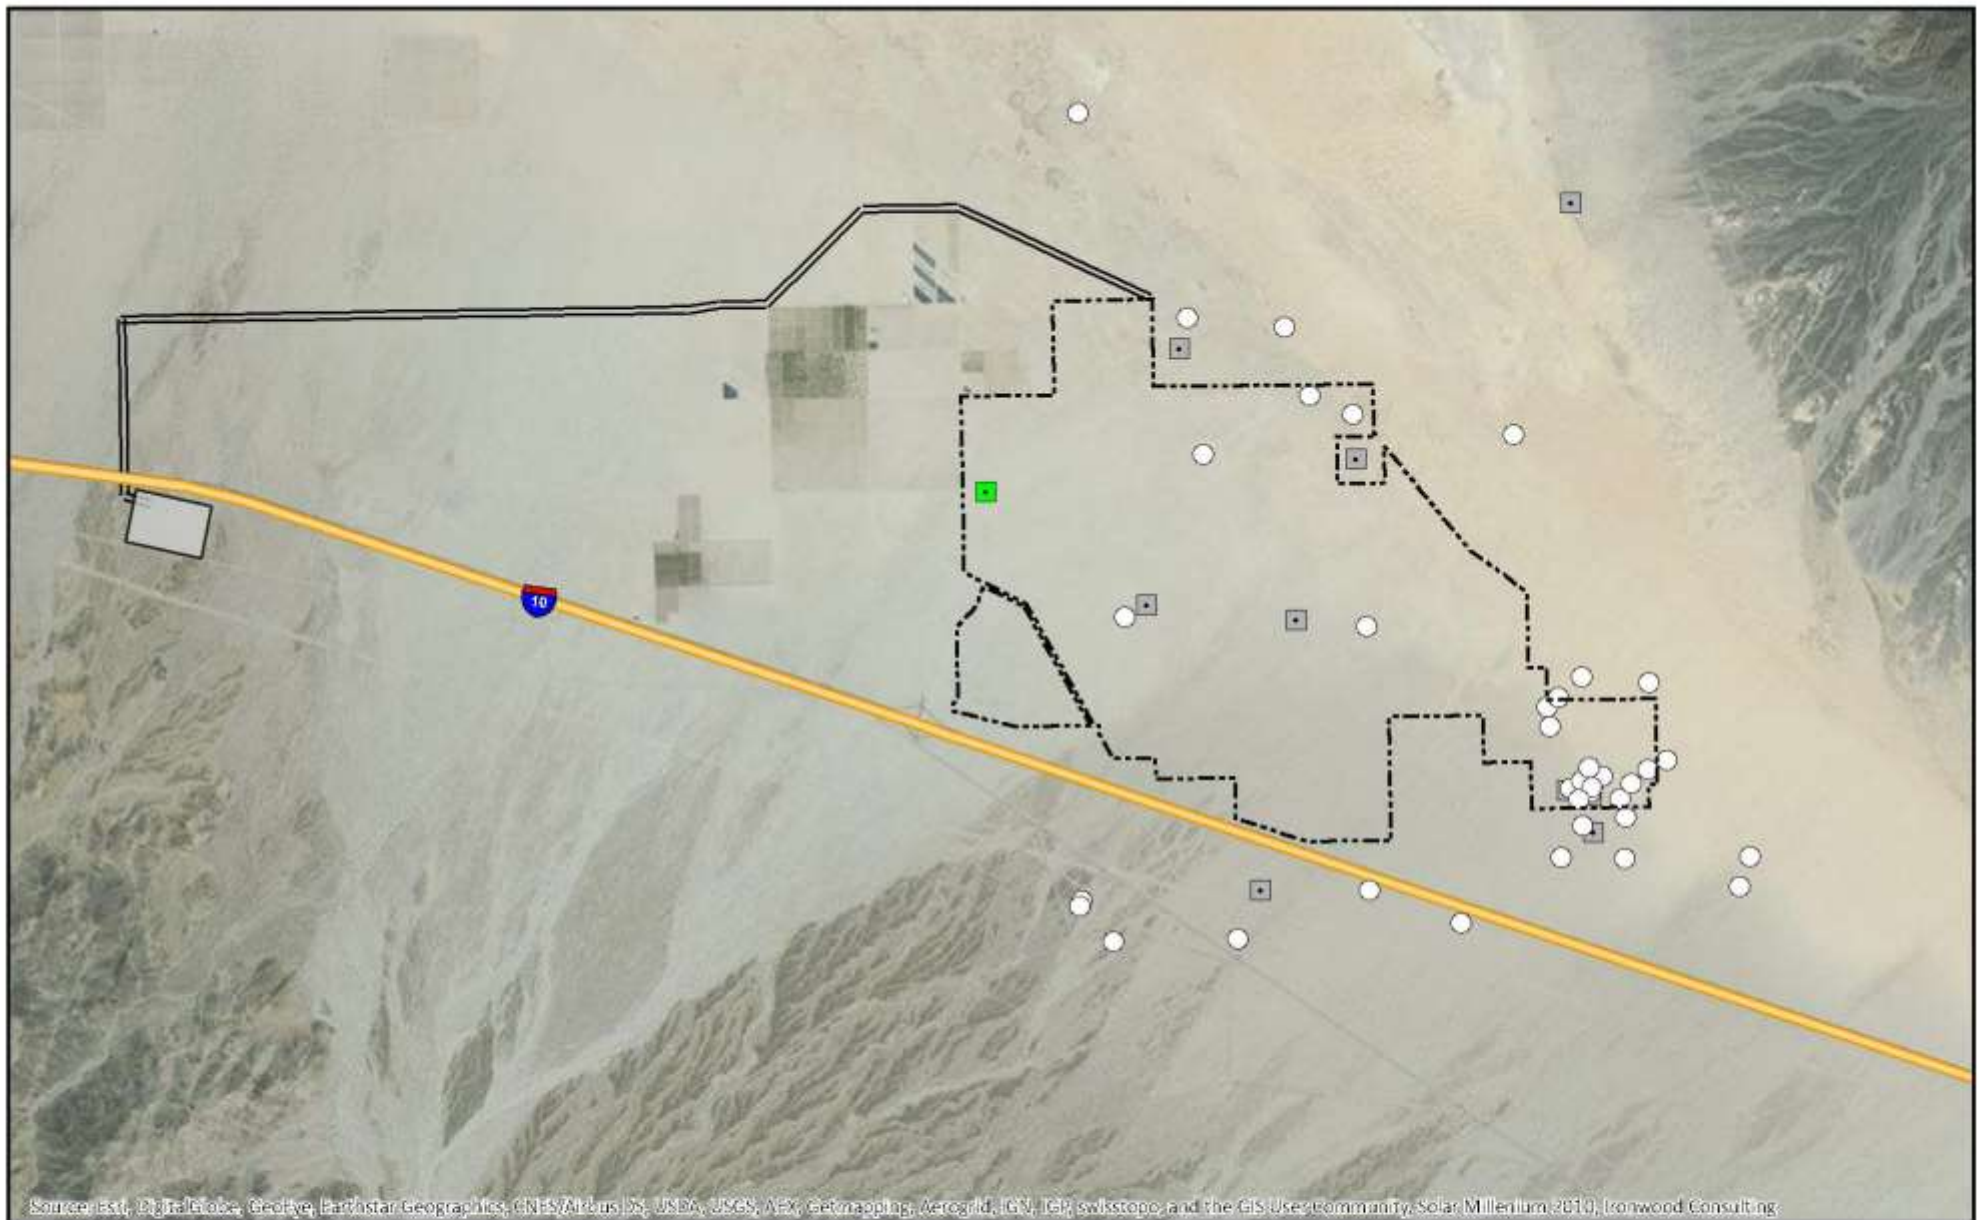 10
Source: Esri, DigitalGlobe, GeoEye, Earthstar Geographics, CNES/Airbus DS, USDA, USGS, AEX, Getmapping, Aerogrid, IGN, IGP, swisstopo, and the GIS User Community, Solar Millenium 2010, Ironwood Consulting